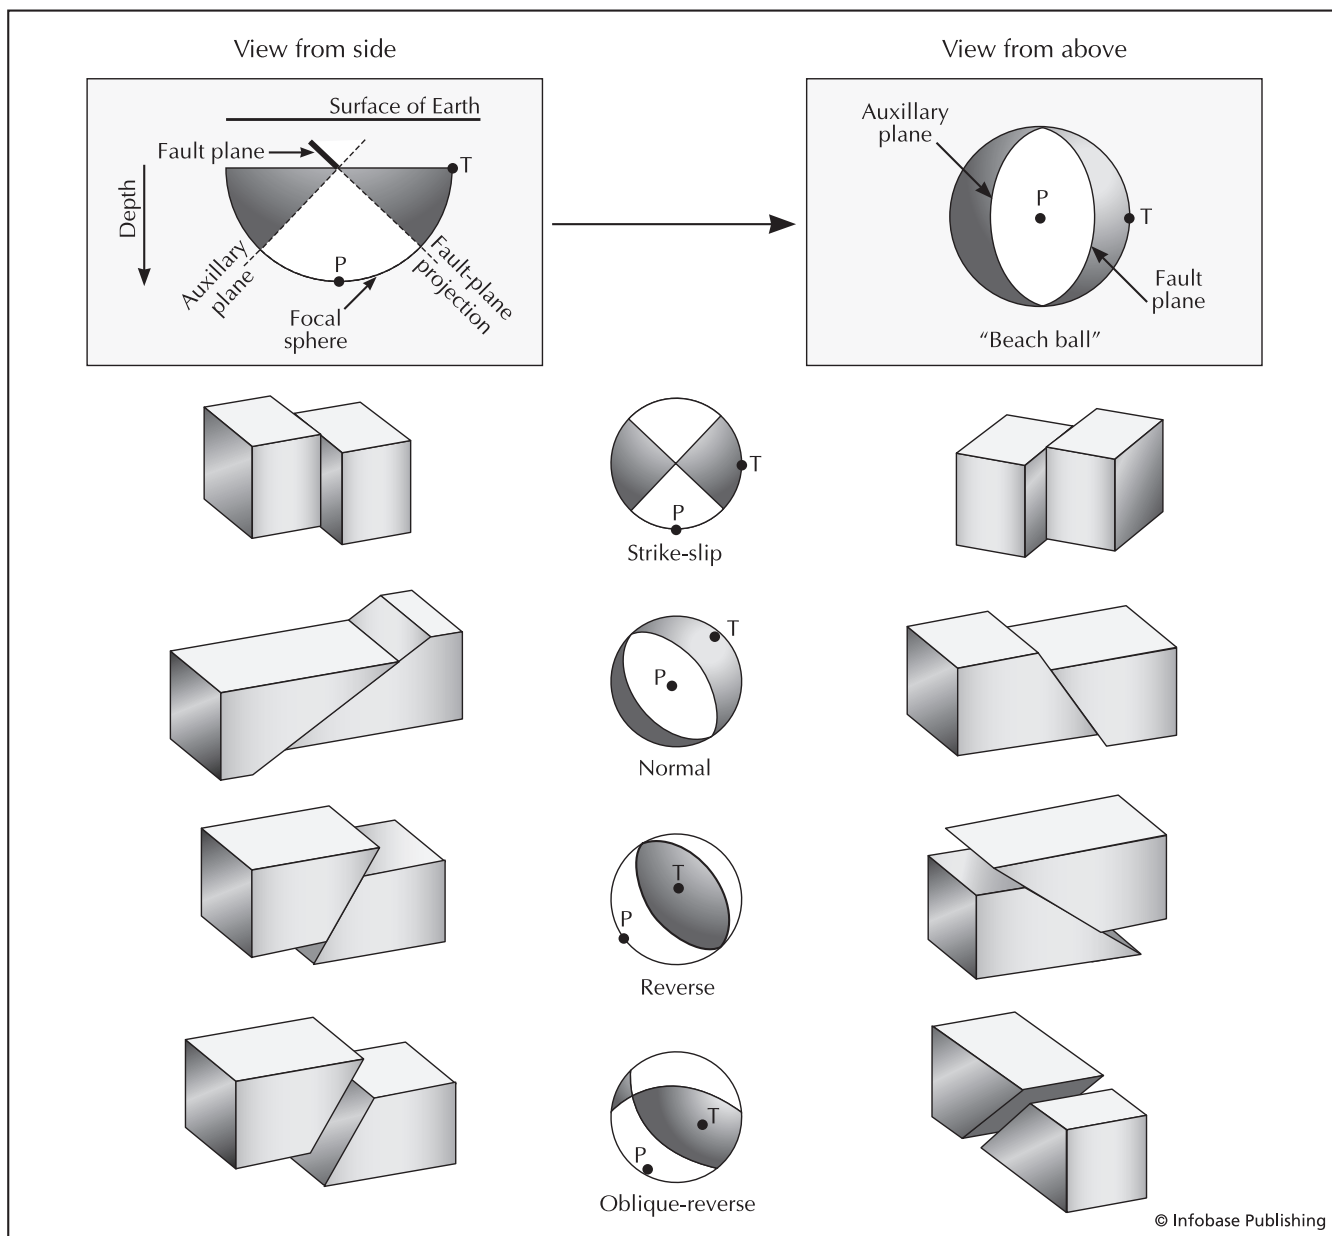 View from side
View from above
Surface of Earth
Fault plane
T
Depth
P
Auxillary
plane
Fault-plane
projection
Focal
sphere
Auxillary
plane
P
T
Fault
plane
“Beach ball”
T
P
Strike-slip
T
P
Normal
T
P
Reverse
T
P
Oblique-reverse
© Infobase Publishing